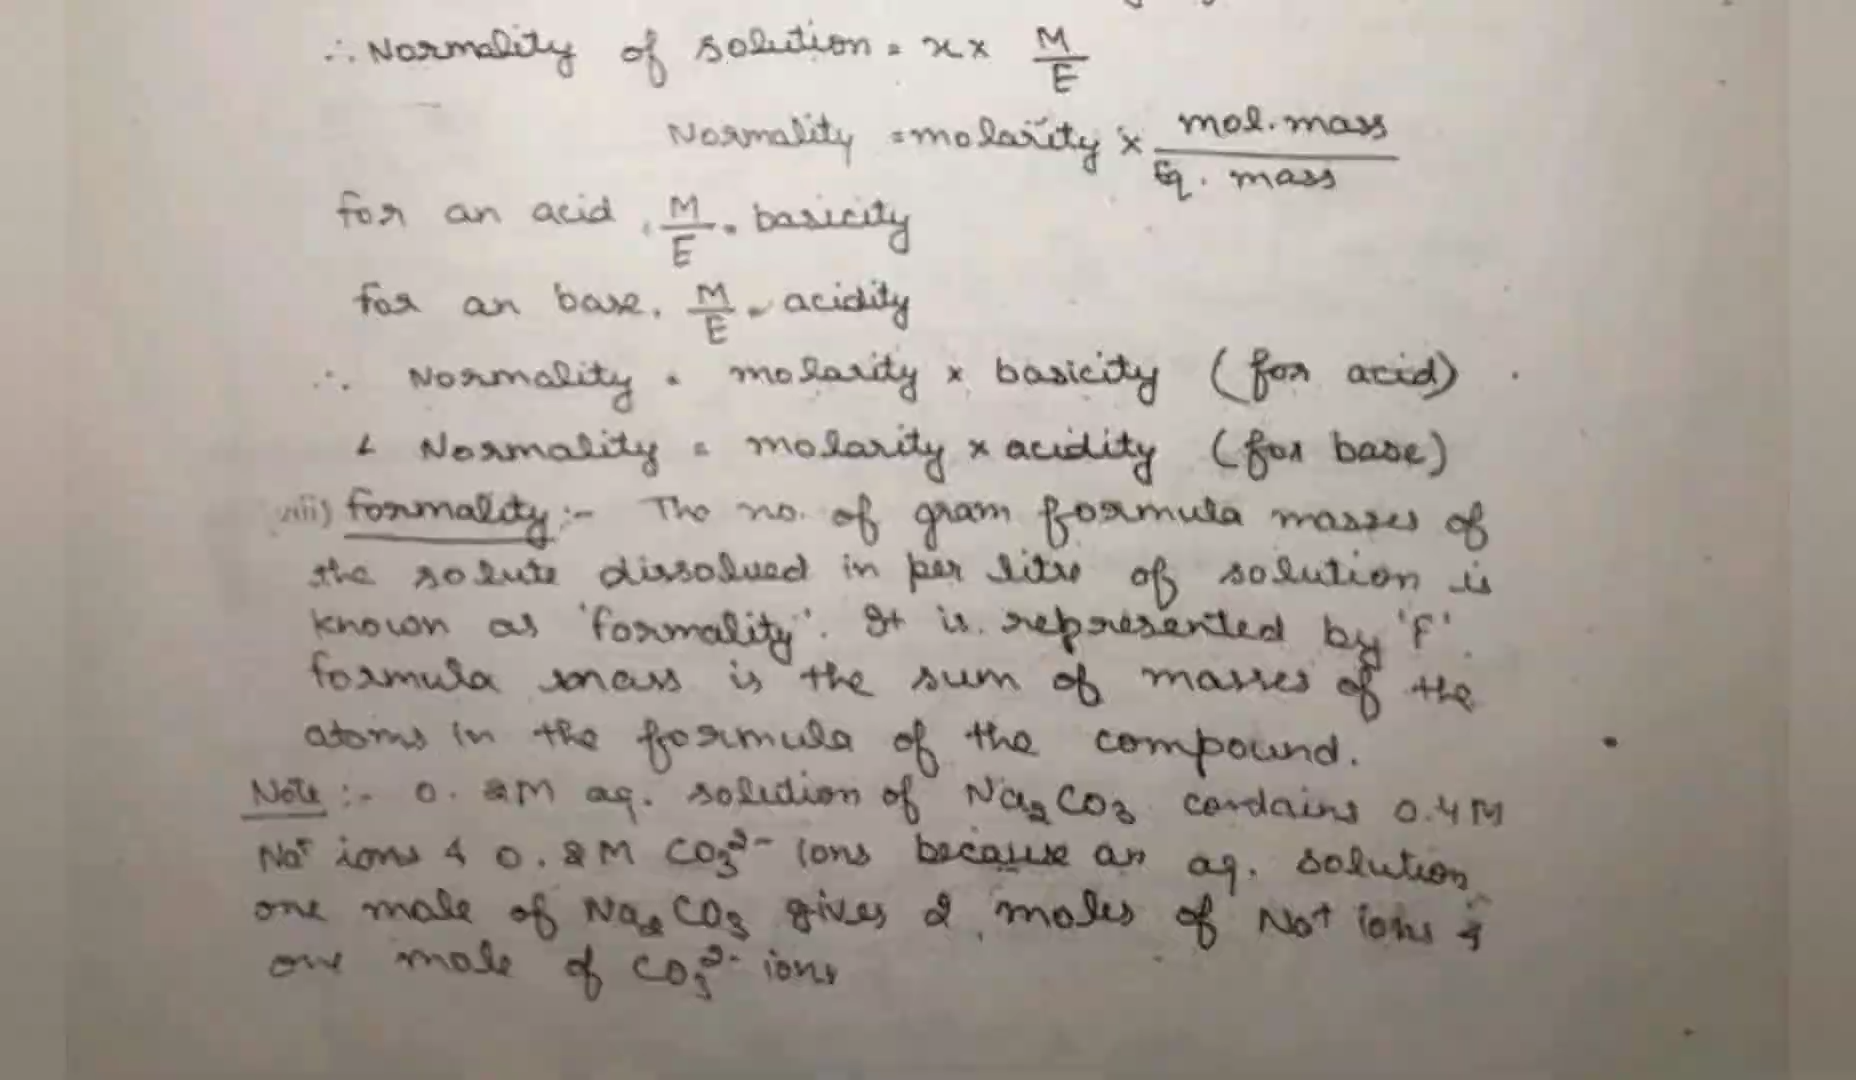 ∴ Normality of solution = x × M/E
Normality = molarity × mol. mass / Eq. mass
for an acid, M/E = basicity
for an base, M/E = acidity
∴ Normality = molarity × basicity (for acid)
& Normality = molarity × acidity (for base)
viii) formality :- The no. of gram formula masses of
the solute dissolved in per litre of solution is
known as 'formality'. It is represented by 'F'.
formula mass is the sum of masses of the
atoms in the formula of the compound.
Note :- 0.2M aq. solution of Na2CO3 contains 0.4M
Na+ ions & 0.2M CO3^2- ions because an aq. solution
one mole of Na2CO3 gives 2 moles of Na+ ions &
one mole of CO3^2- ions